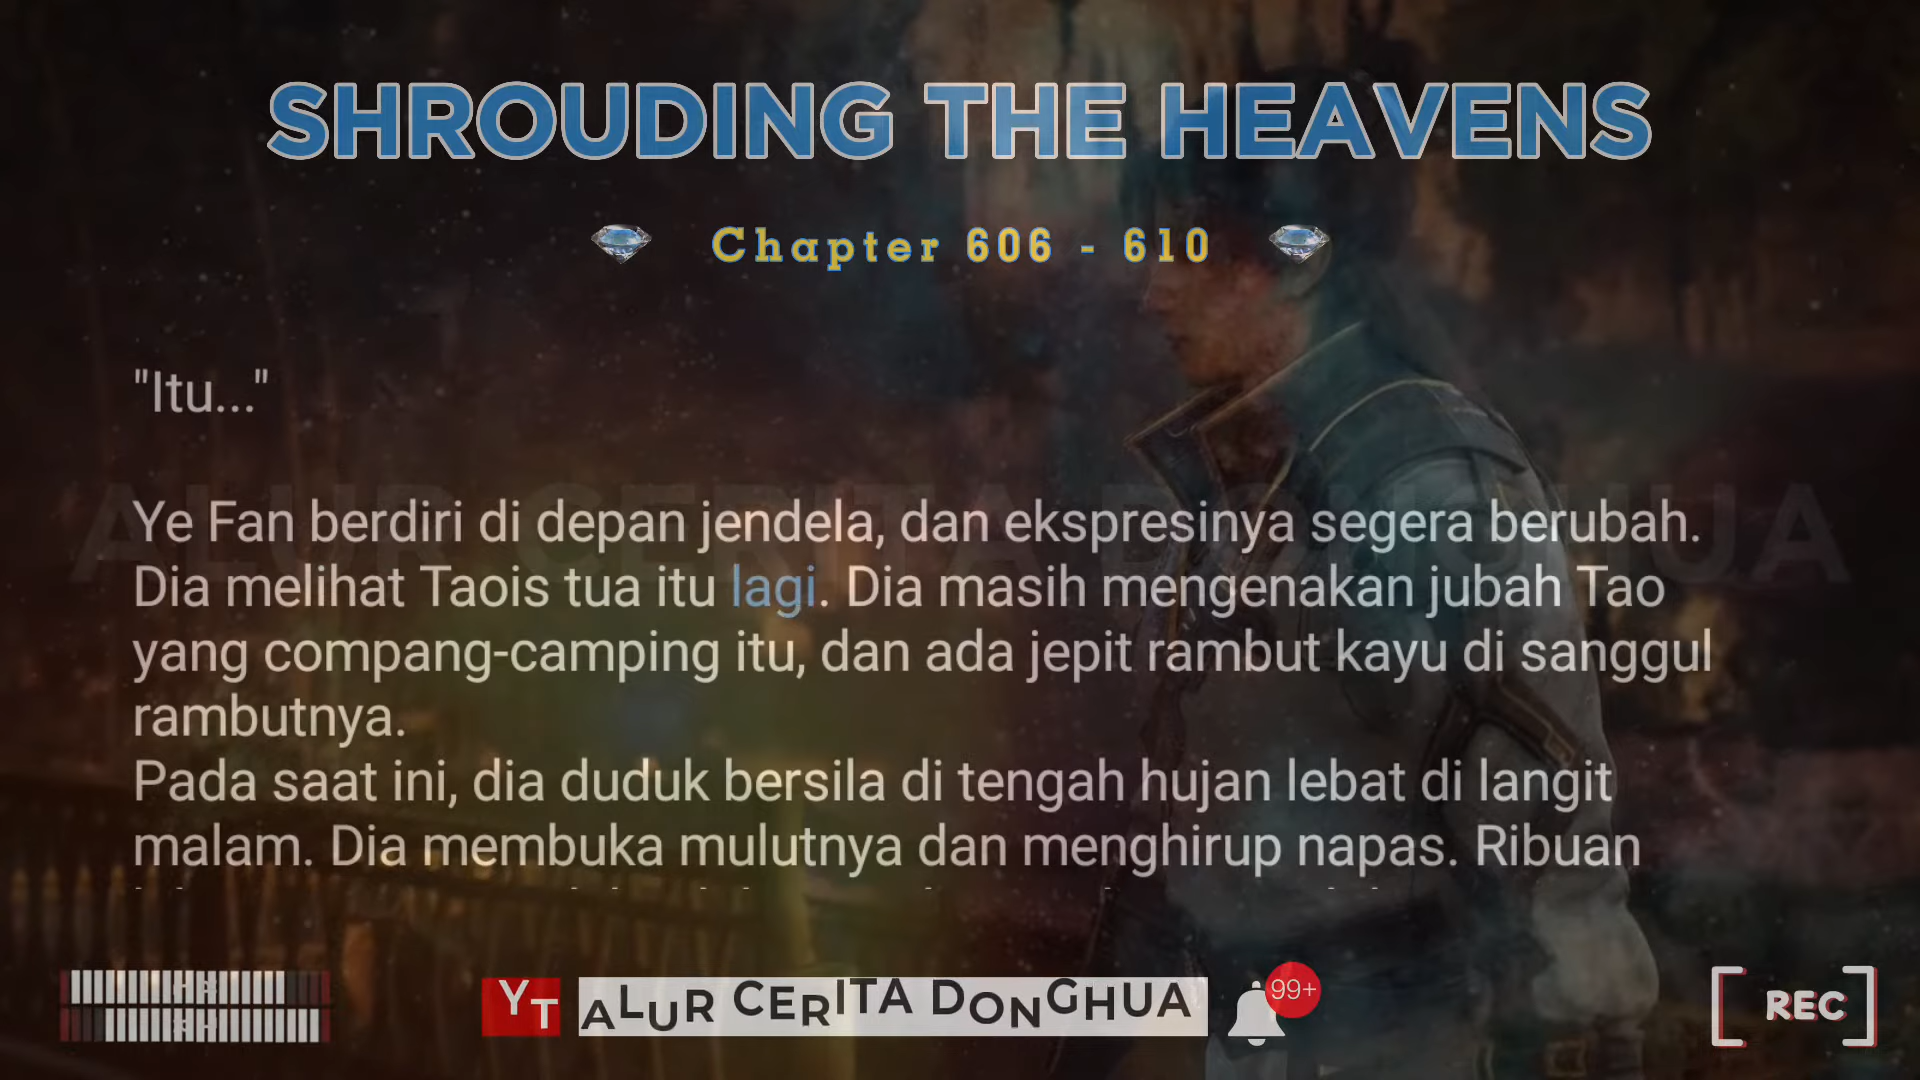 SHROUDING THE HEAVENS
Chapter 606 - 610
"Itu..."
Ye Fan berdiri di depan jendela, dan ekspresinya segera berubah.
Dia melihat Taois tua itu lagi. Dia masih mengenakan jubah Tao
yang compang-camping itu, dan ada jepit rambut kayu di sanggul
rambutnya.
Pada saat ini, dia duduk bersila di tengah hujan lebat di langit
malam. Dia membuka mulutnya dan menghirup napas. Ribuan
ALUR CERITA DONGHUA
YT ALUR CERITA DONGHUA 99+
REC